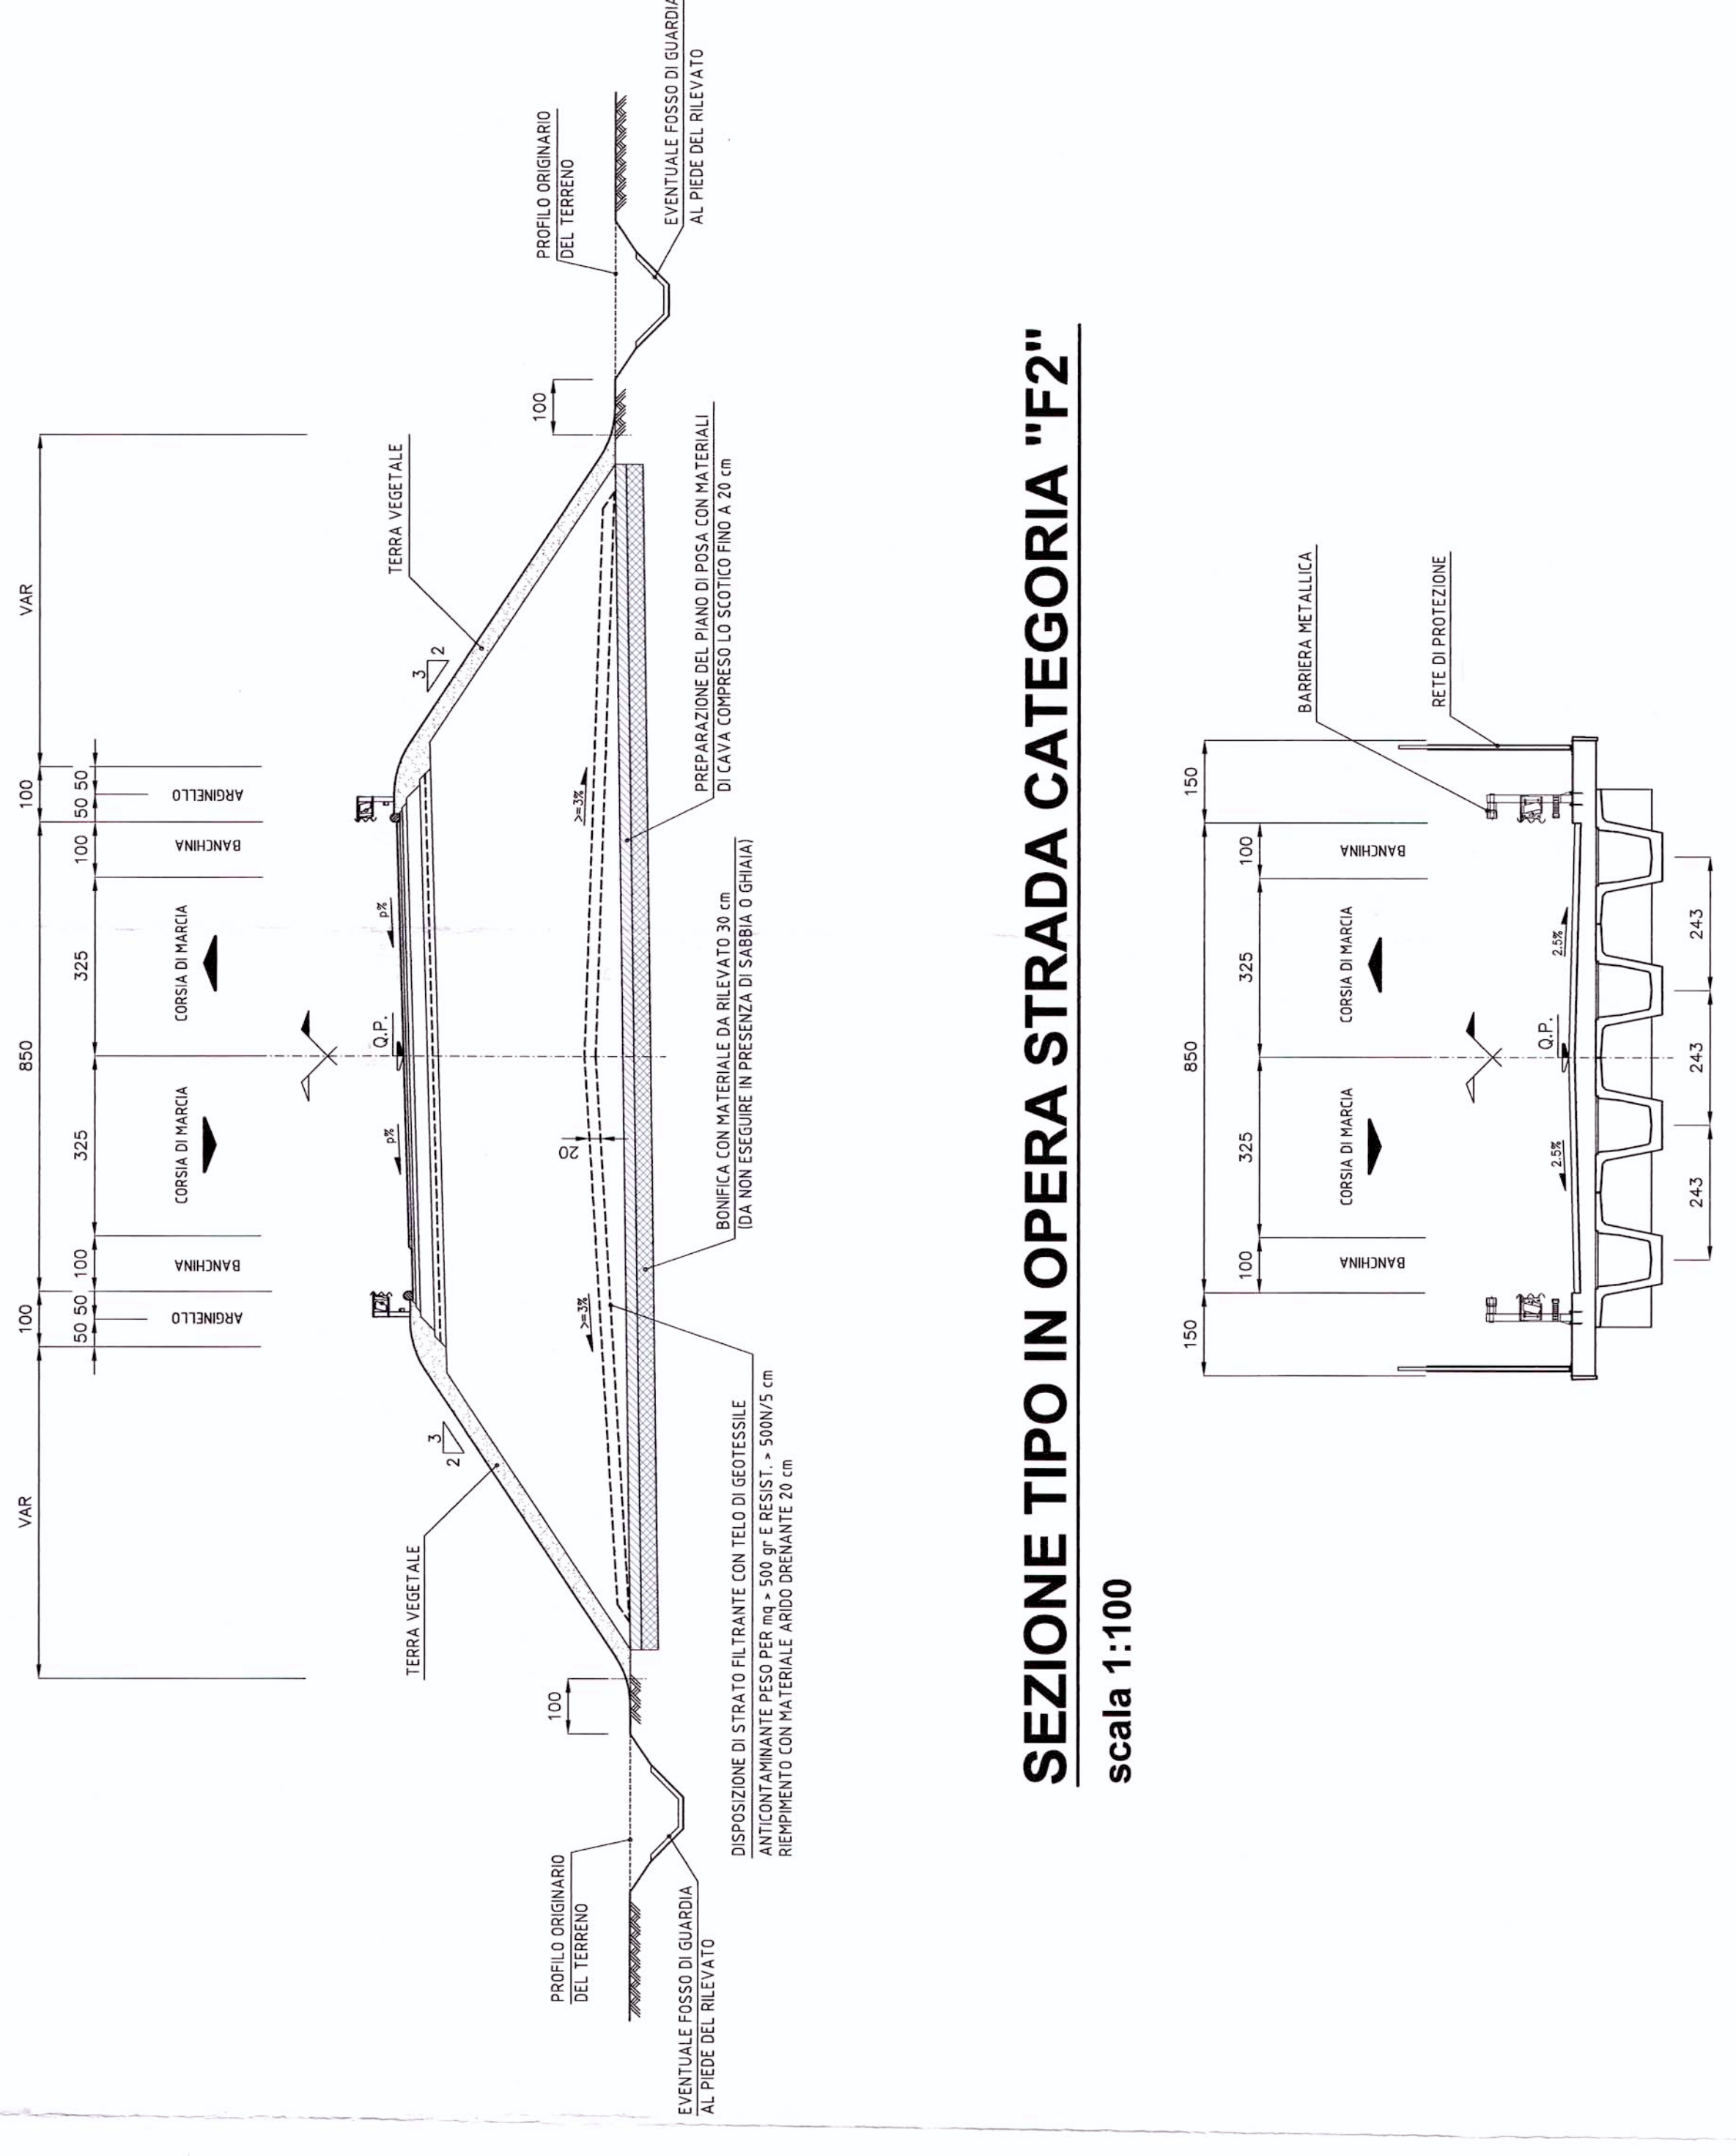 VAR
100
850
100
VAR
50 50
100
325
325
100
50 50
ARGINELLO
BANCHINA
CORSIA DI MARCIA
CORSIA DI MARCIA
BANCHINA
ARGINELLO
Q.P.
p%
p%
TERRA VEGETALE
TERRA VEGETALE
3
2
3
2
PROFILO ORIGINARIO
DEL TERRENO
PROFILO ORIGINARIO
DEL TERRENO
100
100
20
>=3%
>=3%
EVENTUALE FOSSO DI GUARDIA
AL PIEDE DEL RILEVATO
EVENTUALE FOSSO DI GUARDIA
AL PIEDE DEL RILEVATO
PREPARAZIONE DEL PIANO DI POSA CON MATERIALI
DI CAVA COMPRESO LO SCOTICO FINO A 20 cm
BONIFICA CON MATERIALE DA RILEVATO 30 cm
(DA NON ESEGUIRE IN PRESENZA DI SABBIA O GHIAIA)
DISPOSIZIONE DI STRATO FILTRANTE CON TELO DI GEOTESSILE
ANTICONTAMINANTE PESO PER mq > 500 gr E RESIST. > 500N/5 cm
RIEMPIMENTO CON MATERIALE ARIDO DRENANTE 20 cm
SEZIONE TIPO IN OPERA STRADA CATEGORIA "F2"
scala 1:100
150
850
150
100
325
325
100
BANCHINA
CORSIA DI MARCIA
CORSIA DI MARCIA
BANCHINA
BARRIERA METALLICA
RETE DI PROTEZIONE
Q.P.
2.5%
2.5%
243
243
243